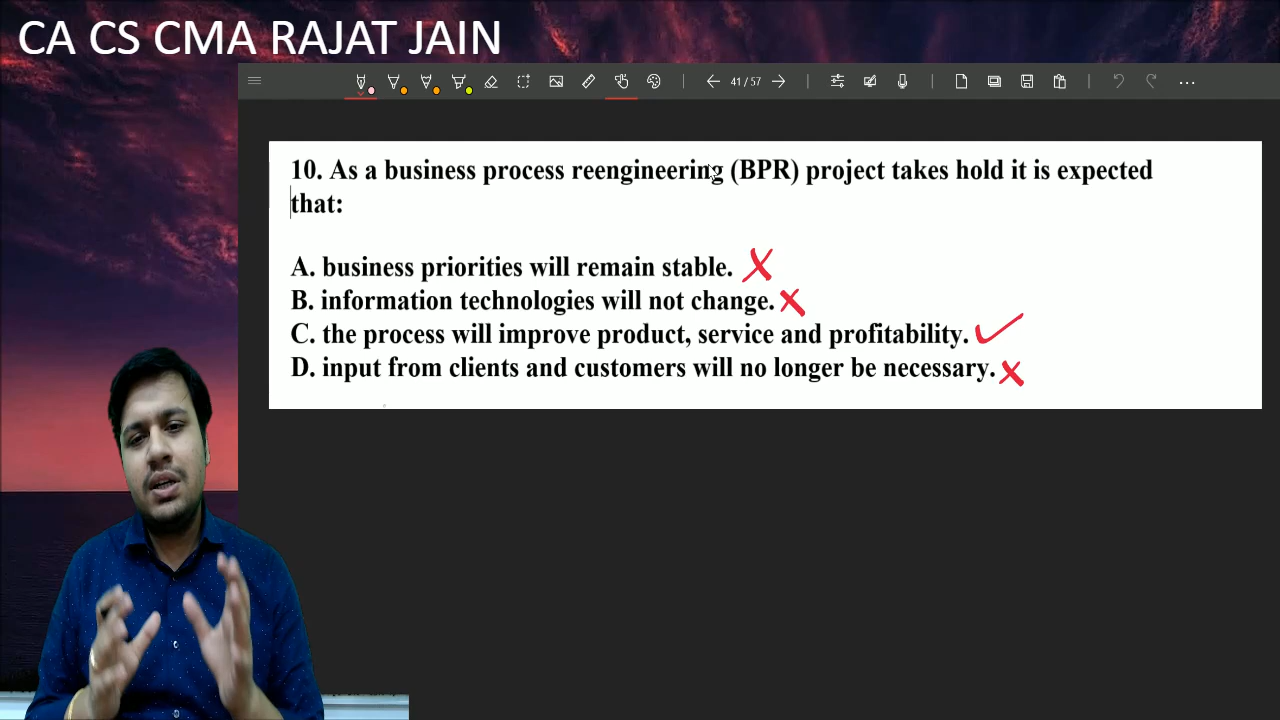 CA CS CMA RAJAT JAIN
41/57
10. As a business process reengineering (BPR) project takes hold it is expected
that:
A. business priorities will remain stable.
B. information technologies will not change.
C. the process will improve product, service and profitability.
D. input from clients and customers will no longer be necessary.